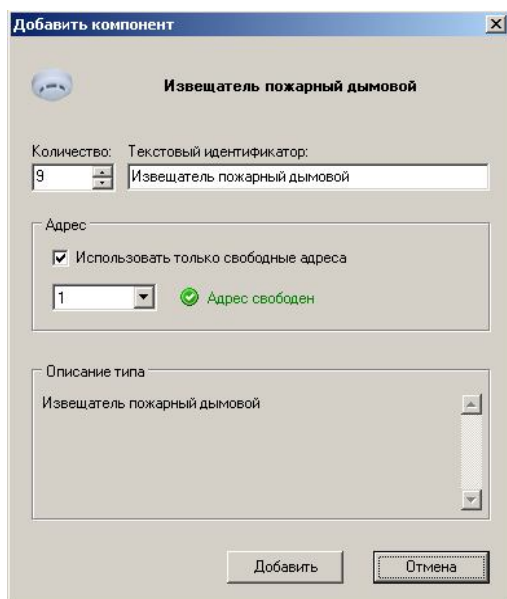 Добавить компонент
Извещатель пожарный дымовой
Количество: Текстовый идентификатор:
9 Извещатель пожарный дымовой
Адрес
Использовать только свободные адреса
1 Адрес свободен
Описание типа
Извещатель пожарный дымовой
Добавить Отмена